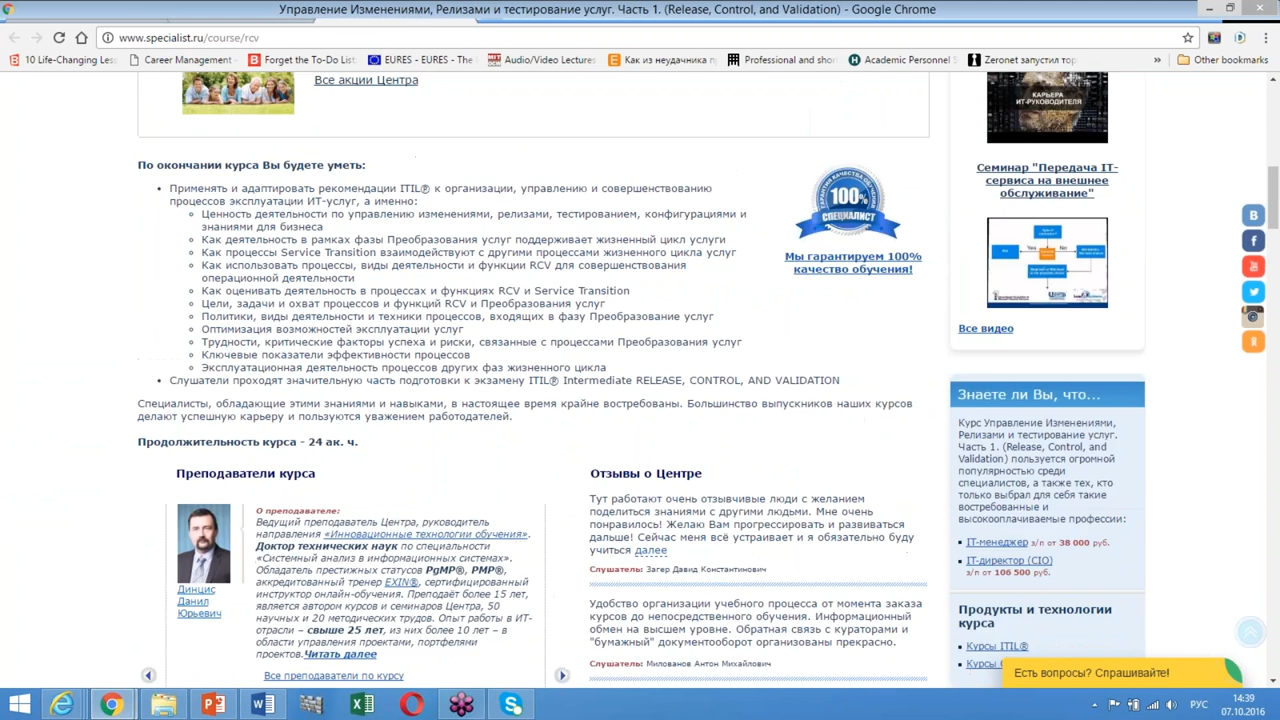 Управление Изменениями, Релизами и тестирование услуг. Часть 1. (Release, Control, and Validation) - Google Chrome
www.specialist.ru/course/rcv
10 Life-Changing Les
Career Management -
Forget the To-Do List
EURES - EURES - The
Audio/Video Lectures
Как из неудачника п
Professional and shor
Academic Personnel S
Zeronet запустил тор
»
Other bookmarks
Все акции Центра
КАРЬЕРА
ИТ-РУКОВОДИТЕЛЯ
По окончании курса Вы будете уметь:
Применять и адаптировать рекомендации ITIL® к организации, управлению и совершенствованию
процессов эксплуатации ИТ-услуг, а именно:
Ценность деятельности по управлению изменениями, релизами, тестированием, конфигурациями и
знаниями для бизнеса
Как деятельность в рамках фазы Преобразования услуг поддерживает жизненный цикл услуги
Как процессы Service Transition взаимодействуют с другими процессами жизненного цикла услуг
Как использовать процессы, виды деятельности и функции RCV для совершенствования
операционной деятельности
Как оценивать деятельность в процессах и функциях RCV и Service Transition
Цели, задачи и охват процессов и функций RCV и Преобразования услуг
Политики, виды деятельности и техники процессов, входящих в фазу Преобразование услуг
Оптимизация возможностей эксплуатации услуг
Трудности, критические факторы успеха и риски, связанные с процессами Преобразования услуг
Ключевые показатели эффективности процессов
Эксплуатационная деятельность процессов других фаз жизненного цикла
Слушатели проходят значительную часть подготовки к экзамену ITIL® Intermediate RELEASE, CONTROL, AND VALIDATION
Специалисты, обладающие этими знаниями и навыками, в настоящее время крайне востребованы. Большинство выпускников наших курсов
делают успешную карьеру и пользуются уважением работодателей.
Продолжительность курса - 24 ак. ч.
ГАРАНТИЯ КАЧЕСТВА ОБУЧЕНИЯ
100%
СПЕЦИАЛИСТ
Мы гарантируем 100%
качество обучения!
Преподаватели курса
О преподавателе:
Ведущий преподаватель Центра, руководитель
направления «Инновационные технологии обучения».
Доктор технических наук по специальности
«Системный анализ в информационных системах».
Обладатель престижных статусов PgMP®, PMP®,
аккредитованный тренер EXIN®, сертифицированный
инструктор онлайн-обучения. Преподаёт более 15 лет,
является автором курсов и семинаров Центра, 50
научных и 20 методических трудов. Опыт работы в ИТ-
отрасли – свыше 25 лет, из них более 10 лет – в
области управления проектами, портфелями
проектов.Читать далее
Динцис
Данил
Юрьевич
Все преподаватели по курсу
Отзывы о Центре
Тут работают очень отзывчивые люди с желанием
поделиться знаниями с другими людьми. Мне очень
понравилось! Желаю Вам прогрессировать и развиваться
дальше! Сейчас меня всё устраивает и я обязательно буду
учиться далее
Слушатель: Загер Давид Константинович
Удобство организации учебного процесса от момента заказа
курсов до непосредственного обучения. Информационный
обмен на высшем уровне. Обратная связь с кураторами и
"бумажный" документооборот организованы прекрасно.
Слушатель: Милованов Антон Михайлович
Семинар "Передача IT-
сервиса на внешнее
обслуживание"
Yes
No
Все видео
Знаете ли Вы, что...
Курс Управление Изменениями,
Релизами и тестирование услуг.
Часть 1. (Release, Control, and
Validation) пользуется огромной
популярностью среди
специалистов, а также тех, кто
только выбрал для себя такие
востребованные и
высокооплачиваемые профессии:
IT-менеджер з/п от 38 000 руб.
IT-директор (CIO)
з/п от 106 500 руб.
Продукты и технологии
курса
Курсы ITIL®
Есть вопросы? Спрашивайте!
РУС
14:39
07.10.2016